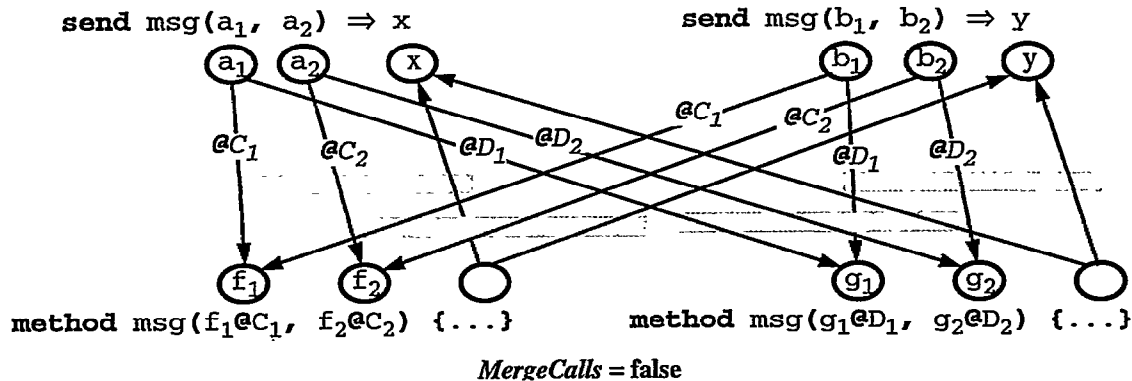 send msg(a₁, a₂) ⇒ x
send msg(b₁, b₂) ⇒ y
a₁ a₂ x b₁ b₂ y
@C₁ @C₂ @D₁ @D₂ @C₁ @C₂ @D₁ @D₂
f₁ f₂ g₁ g₂
method msg(f₁@C₁, f₂@C₂) {...}
method msg(g₁@D₁, g₂@D₂) {...}
MergeCalls = false